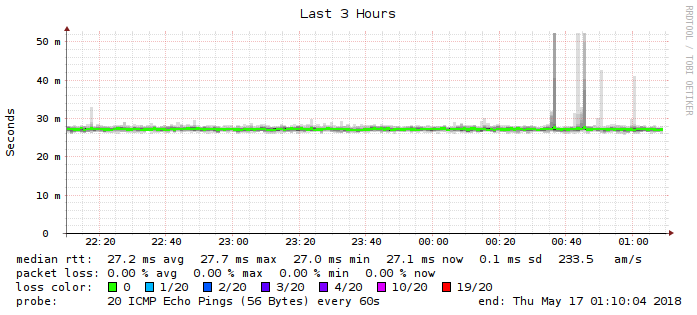 Last 3 Hours
RRDTOOL / TOBI OETIKER
Seconds
50 m
40 m
30 m
20 m
10 m
0
22:20 22:40 23:00 23:20 23:40 00:00 00:20 00:40 01:00
median rtt: 27.2 ms avg 27.7 ms max 27.0 ms min 27.1 ms now 0.1 ms sd 233.5 am/s
packet loss: 0.00 % avg 0.00 % max 0.00 % min 0.00 % now
loss color: 0 1/20 2/20 3/20 4/20 10/20 19/20
probe: 20 ICMP Echo Pings (56 Bytes) every 60s end: Thu May 17 01:10:04 2018